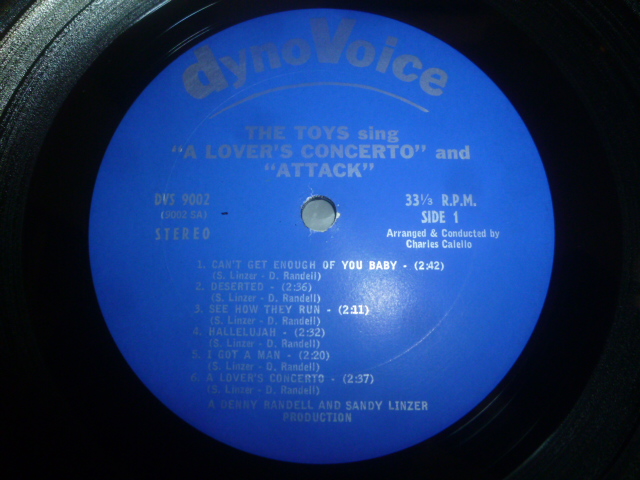 dynoVoice
THE TOYS sing
"A LOVER'S CONCERTO" and
"ATTACK"
DVS 9002
(9002 SA)
STEREO
33⅓ R.P.M.
SIDE 1
Arranged & Conducted by
Charles Calello
1. CAN'T GET ENOUGH OF YOU BABY - (2:42)
(S. Linzer - D. Randell)
2. DESERTED - (2:36)
(S. Linzer - D. Randell)
3. SEE HOW THEY RUN - (2:11)
(S. Linzer - D. Randell)
4. HALLELUJAH - (2:32)
(S. Linzer - D. Randell)
5. I GOT A MAN - (2:20)
(S. Linzer - D. Randell)
6. A LOVER'S CONCERTO - (2:37)
(S. Linzer - D. Randell)
A DENNY RANDELL AND SANDY LINZER
PRODUCTION